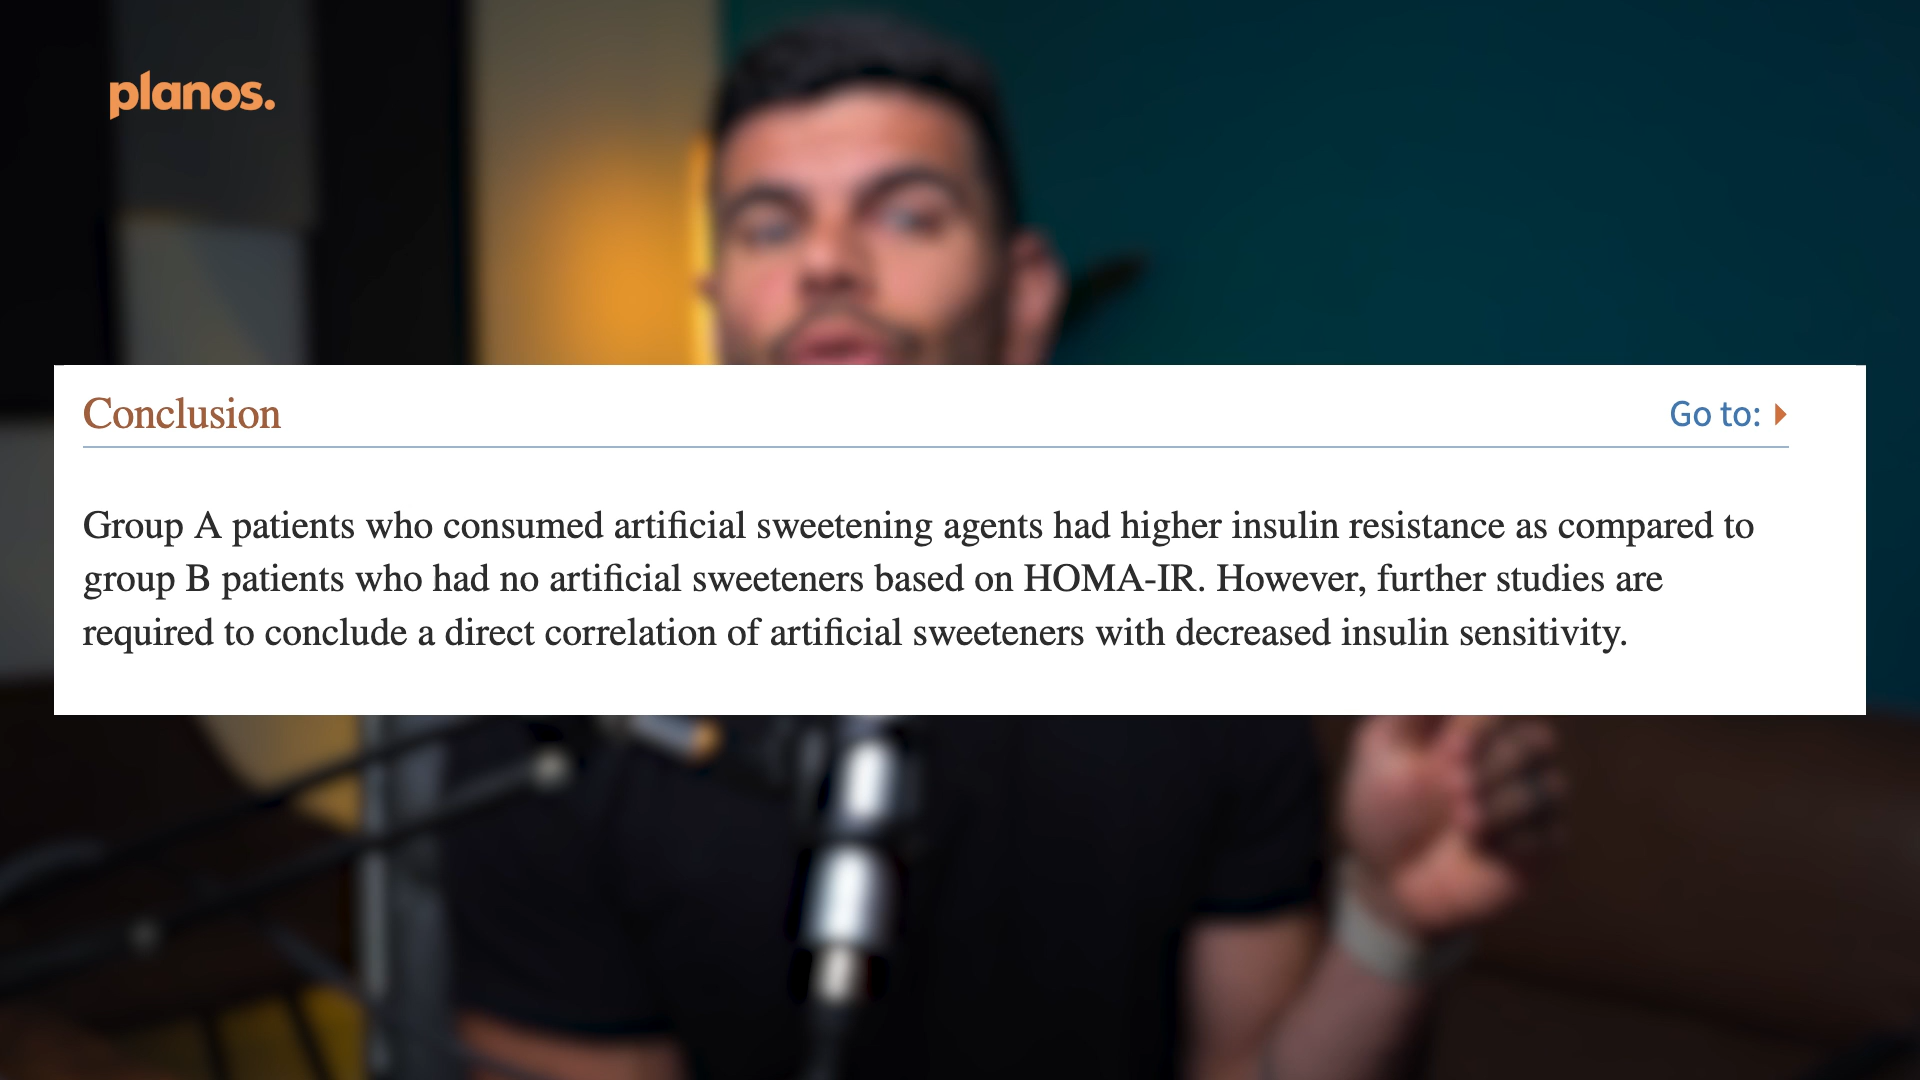 planos.
Conclusion
Go to:
Group A patients who consumed artificial sweetening agents had higher insulin resistance as compared to
group B patients who had no artificial sweeteners based on HOMA-IR. However, further studies are
required to conclude a direct correlation of artificial sweeteners with decreased insulin sensitivity.